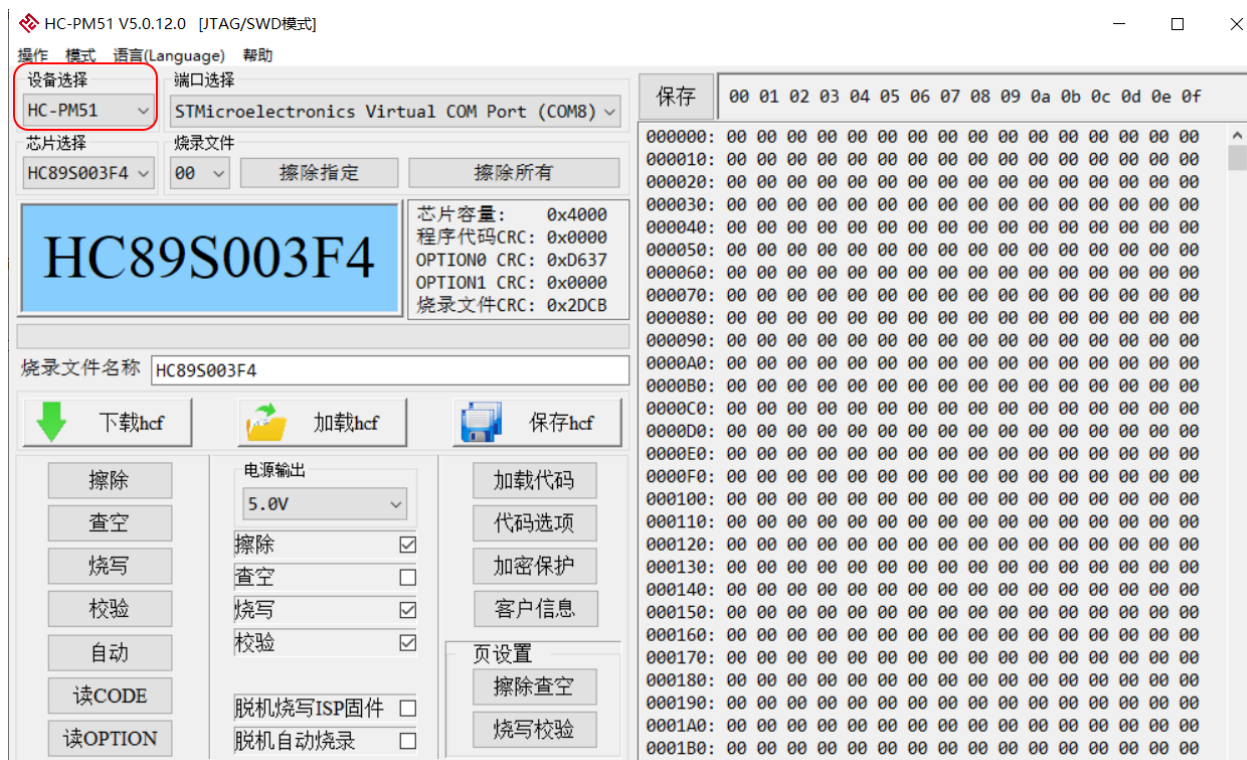 HC-PM51 V5.0.12.0 [JTAG/SWD模式]
操作 模式 语言(Language) 帮助
设备选择 端口选择
HC-PM51 STMicroelectronics Virtual COM Port (COM8)
芯片选择 烧录文件
HC89S003F4 00 擦除指定 擦除所有
HC89S003F4
芯片容量: 0x4000
程序代码CRC: 0x0000
OPTION0 CRC: 0xD637
OPTION1 CRC: 0x0000
烧录文件CRC: 0x2DCB
烧录文件名称 HC89S003F4
下载hcf 加载hcf 保存hcf
擦除
查空
烧写
校验
自动
读CODE
读OPTION
电源输出
5.0V
擦除
查空
烧写
校验
脱机烧写ISP固件
脱机自动烧录
加载代码
代码选项
加密保护
客户信息
页设置
擦除查空
烧写校验
保存 00 01 02 03 04 05 06 07 08 09 0a 0b 0c 0d 0e 0f
000000: 00 00 00 00 00 00 00 00 00 00 00 00 00 00 00 00
000010: 00 00 00 00 00 00 00 00 00 00 00 00 00 00 00 00
000020: 00 00 00 00 00 00 00 00 00 00 00 00 00 00 00 00
000030: 00 00 00 00 00 00 00 00 00 00 00 00 00 00 00 00
000040: 00 00 00 00 00 00 00 00 00 00 00 00 00 00 00 00
000050: 00 00 00 00 00 00 00 00 00 00 00 00 00 00 00 00
000060: 00 00 00 00 00 00 00 00 00 00 00 00 00 00 00 00
000070: 00 00 00 00 00 00 00 00 00 00 00 00 00 00 00 00
000080: 00 00 00 00 00 00 00 00 00 00 00 00 00 00 00 00
000090: 00 00 00 00 00 00 00 00 00 00 00 00 00 00 00 00
0000A0: 00 00 00 00 00 00 00 00 00 00 00 00 00 00 00 00
0000B0: 00 00 00 00 00 00 00 00 00 00 00 00 00 00 00 00
0000C0: 00 00 00 00 00 00 00 00 00 00 00 00 00 00 00 00
0000D0: 00 00 00 00 00 00 00 00 00 00 00 00 00 00 00 00
0000E0: 00 00 00 00 00 00 00 00 00 00 00 00 00 00 00 00
0000F0: 00 00 00 00 00 00 00 00 00 00 00 00 00 00 00 00
000100: 00 00 00 00 00 00 00 00 00 00 00 00 00 00 00 00
000110: 00 00 00 00 00 00 00 00 00 00 00 00 00 00 00 00
000120: 00 00 00 00 00 00 00 00 00 00 00 00 00 00 00 00
000130: 00 00 00 00 00 00 00 00 00 00 00 00 00 00 00 00
000140: 00 00 00 00 00 00 00 00 00 00 00 00 00 00 00 00
000150: 00 00 00 00 00 00 00 00 00 00 00 00 00 00 00 00
000160: 00 00 00 00 00 00 00 00 00 00 00 00 00 00 00 00
000170: 00 00 00 00 00 00 00 00 00 00 00 00 00 00 00 00
000180: 00 00 00 00 00 00 00 00 00 00 00 00 00 00 00 00
000190: 00 00 00 00 00 00 00 00 00 00 00 00 00 00 00 00
0001A0: 00 00 00 00 00 00 00 00 00 00 00 00 00 00 00 00
0001B0: 00 00 00 00 00 00 00 00 00 00 00 00 00 00 00 00